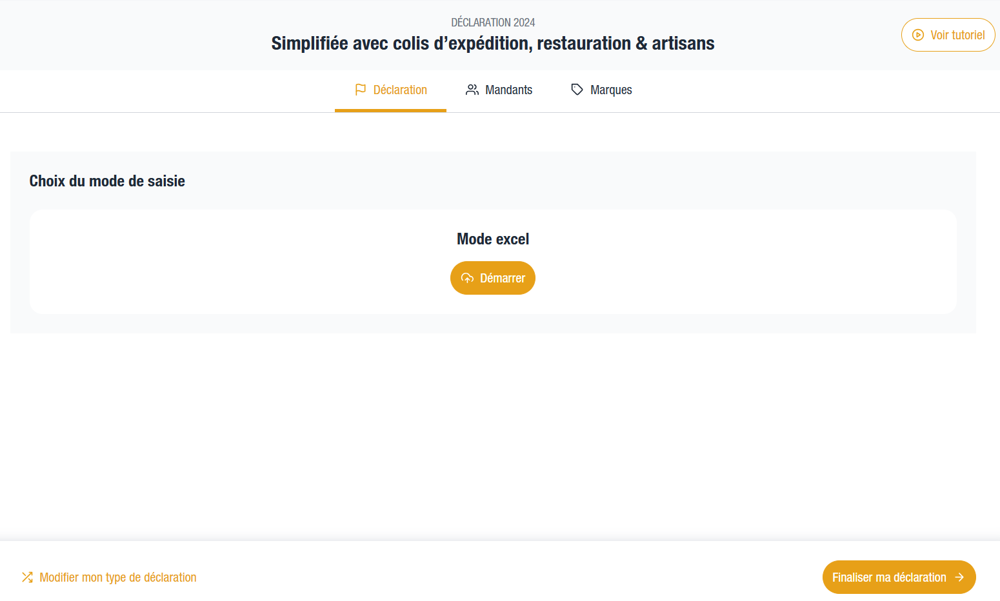 DÉCLARATION 2024
Simplifiée avec colis d’expédition, restauration & artisans
Voir tutoriel
Déclaration
Mandants
Marques
Choix du mode de saisie
Mode excel
Démarrer
Modifier mon type de déclaration
Finaliser ma déclaration